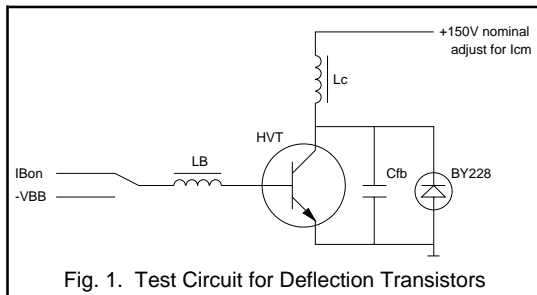 +150V nominal
adjust for Icm
Lc
HVT
LB
IBon
-VBB
Cfb
BY228
Fig. 1. Test Circuit for Deflection Transistors